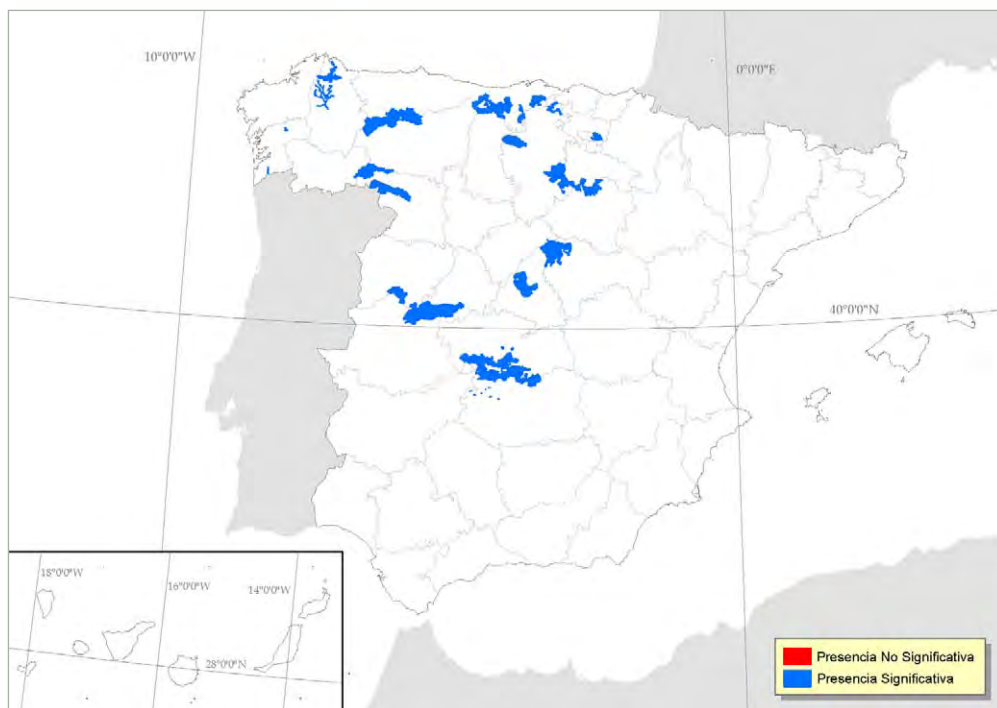 10°0'0"W
0°0'0"E
40°0'0"N
18°0'0"W
16°0'0"W
14°0'0"W
28°0'0"N
Presencia No Significativa
Presencia Significativa